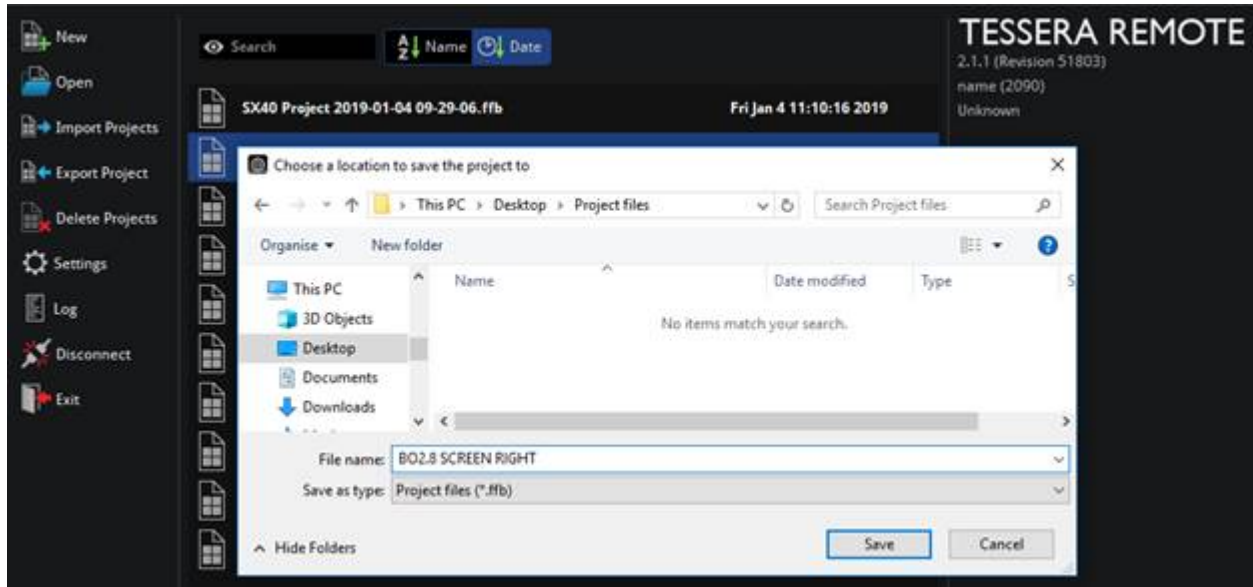 New
Open
Import Projects
Export Project
Delete Projects
Settings
Log
Disconnect
Exit
Search
Name
Date
SX40 Project 2019-01-04 09-29-06.ffb Fri Jan 4 11:10:16 2019
TESSERA REMOTE
2.1.1 (Revision 51803)
name (2090)
Unknown
Choose a location to save the project to
This PC > Desktop > Project files
Search Project files
Organise
New folder
This PC
3D Objects
Desktop
Documents
Downloads
Name Date modified Type S
No items match your search.
File name: BO2.8 SCREEN RIGHT
Save as type: Project files (*.ffb)
Hide Folders
Save
Cancel